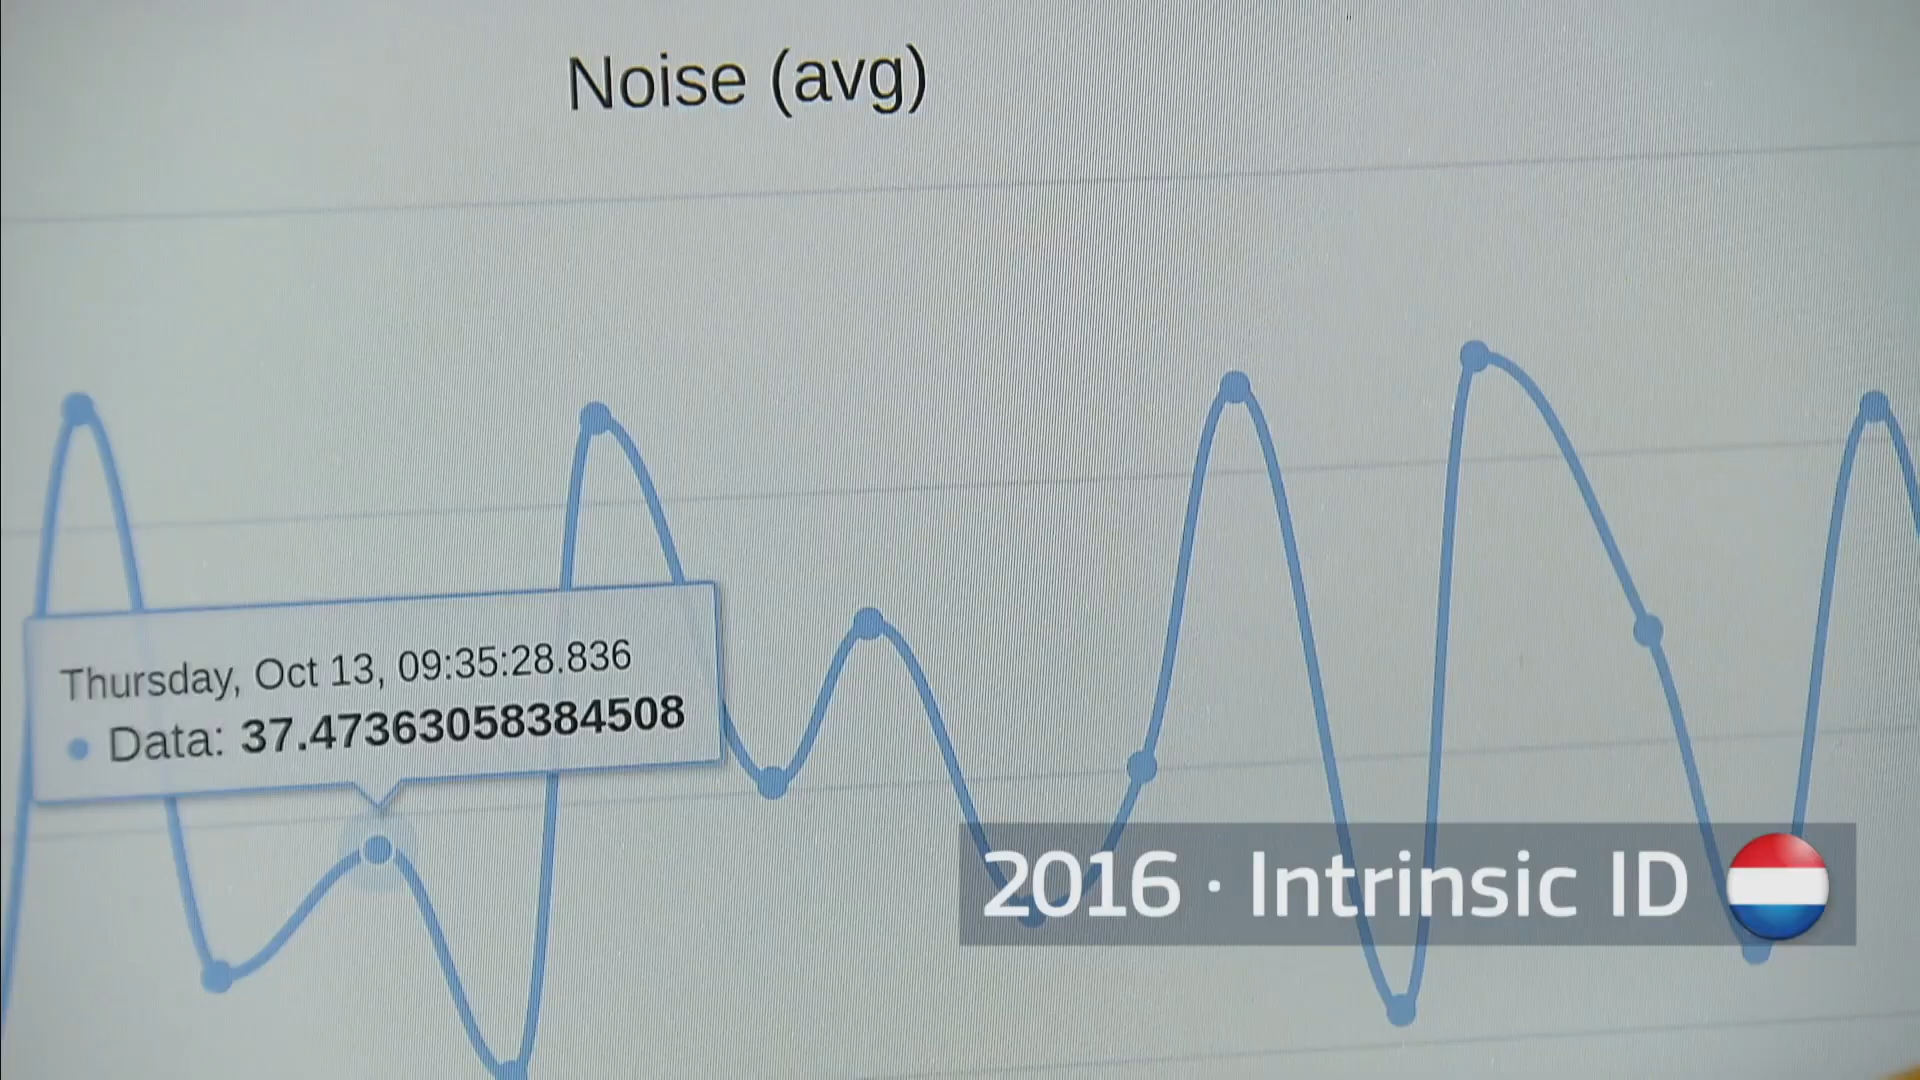 Noise (avg)
Thursday, Oct 13, 09:35:28.836
Data: 37.47363058384508
2016 · Intrinsic ID